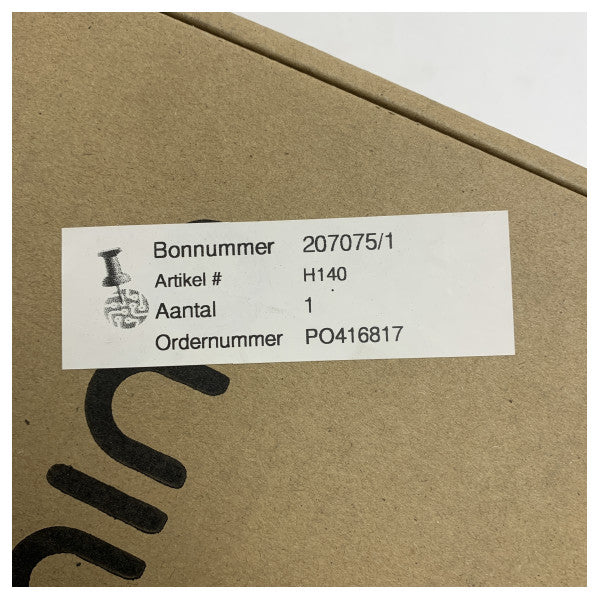 Bonnummer 207075/1
Artikel # H140
Aantal 1
Ordernummer PO416817